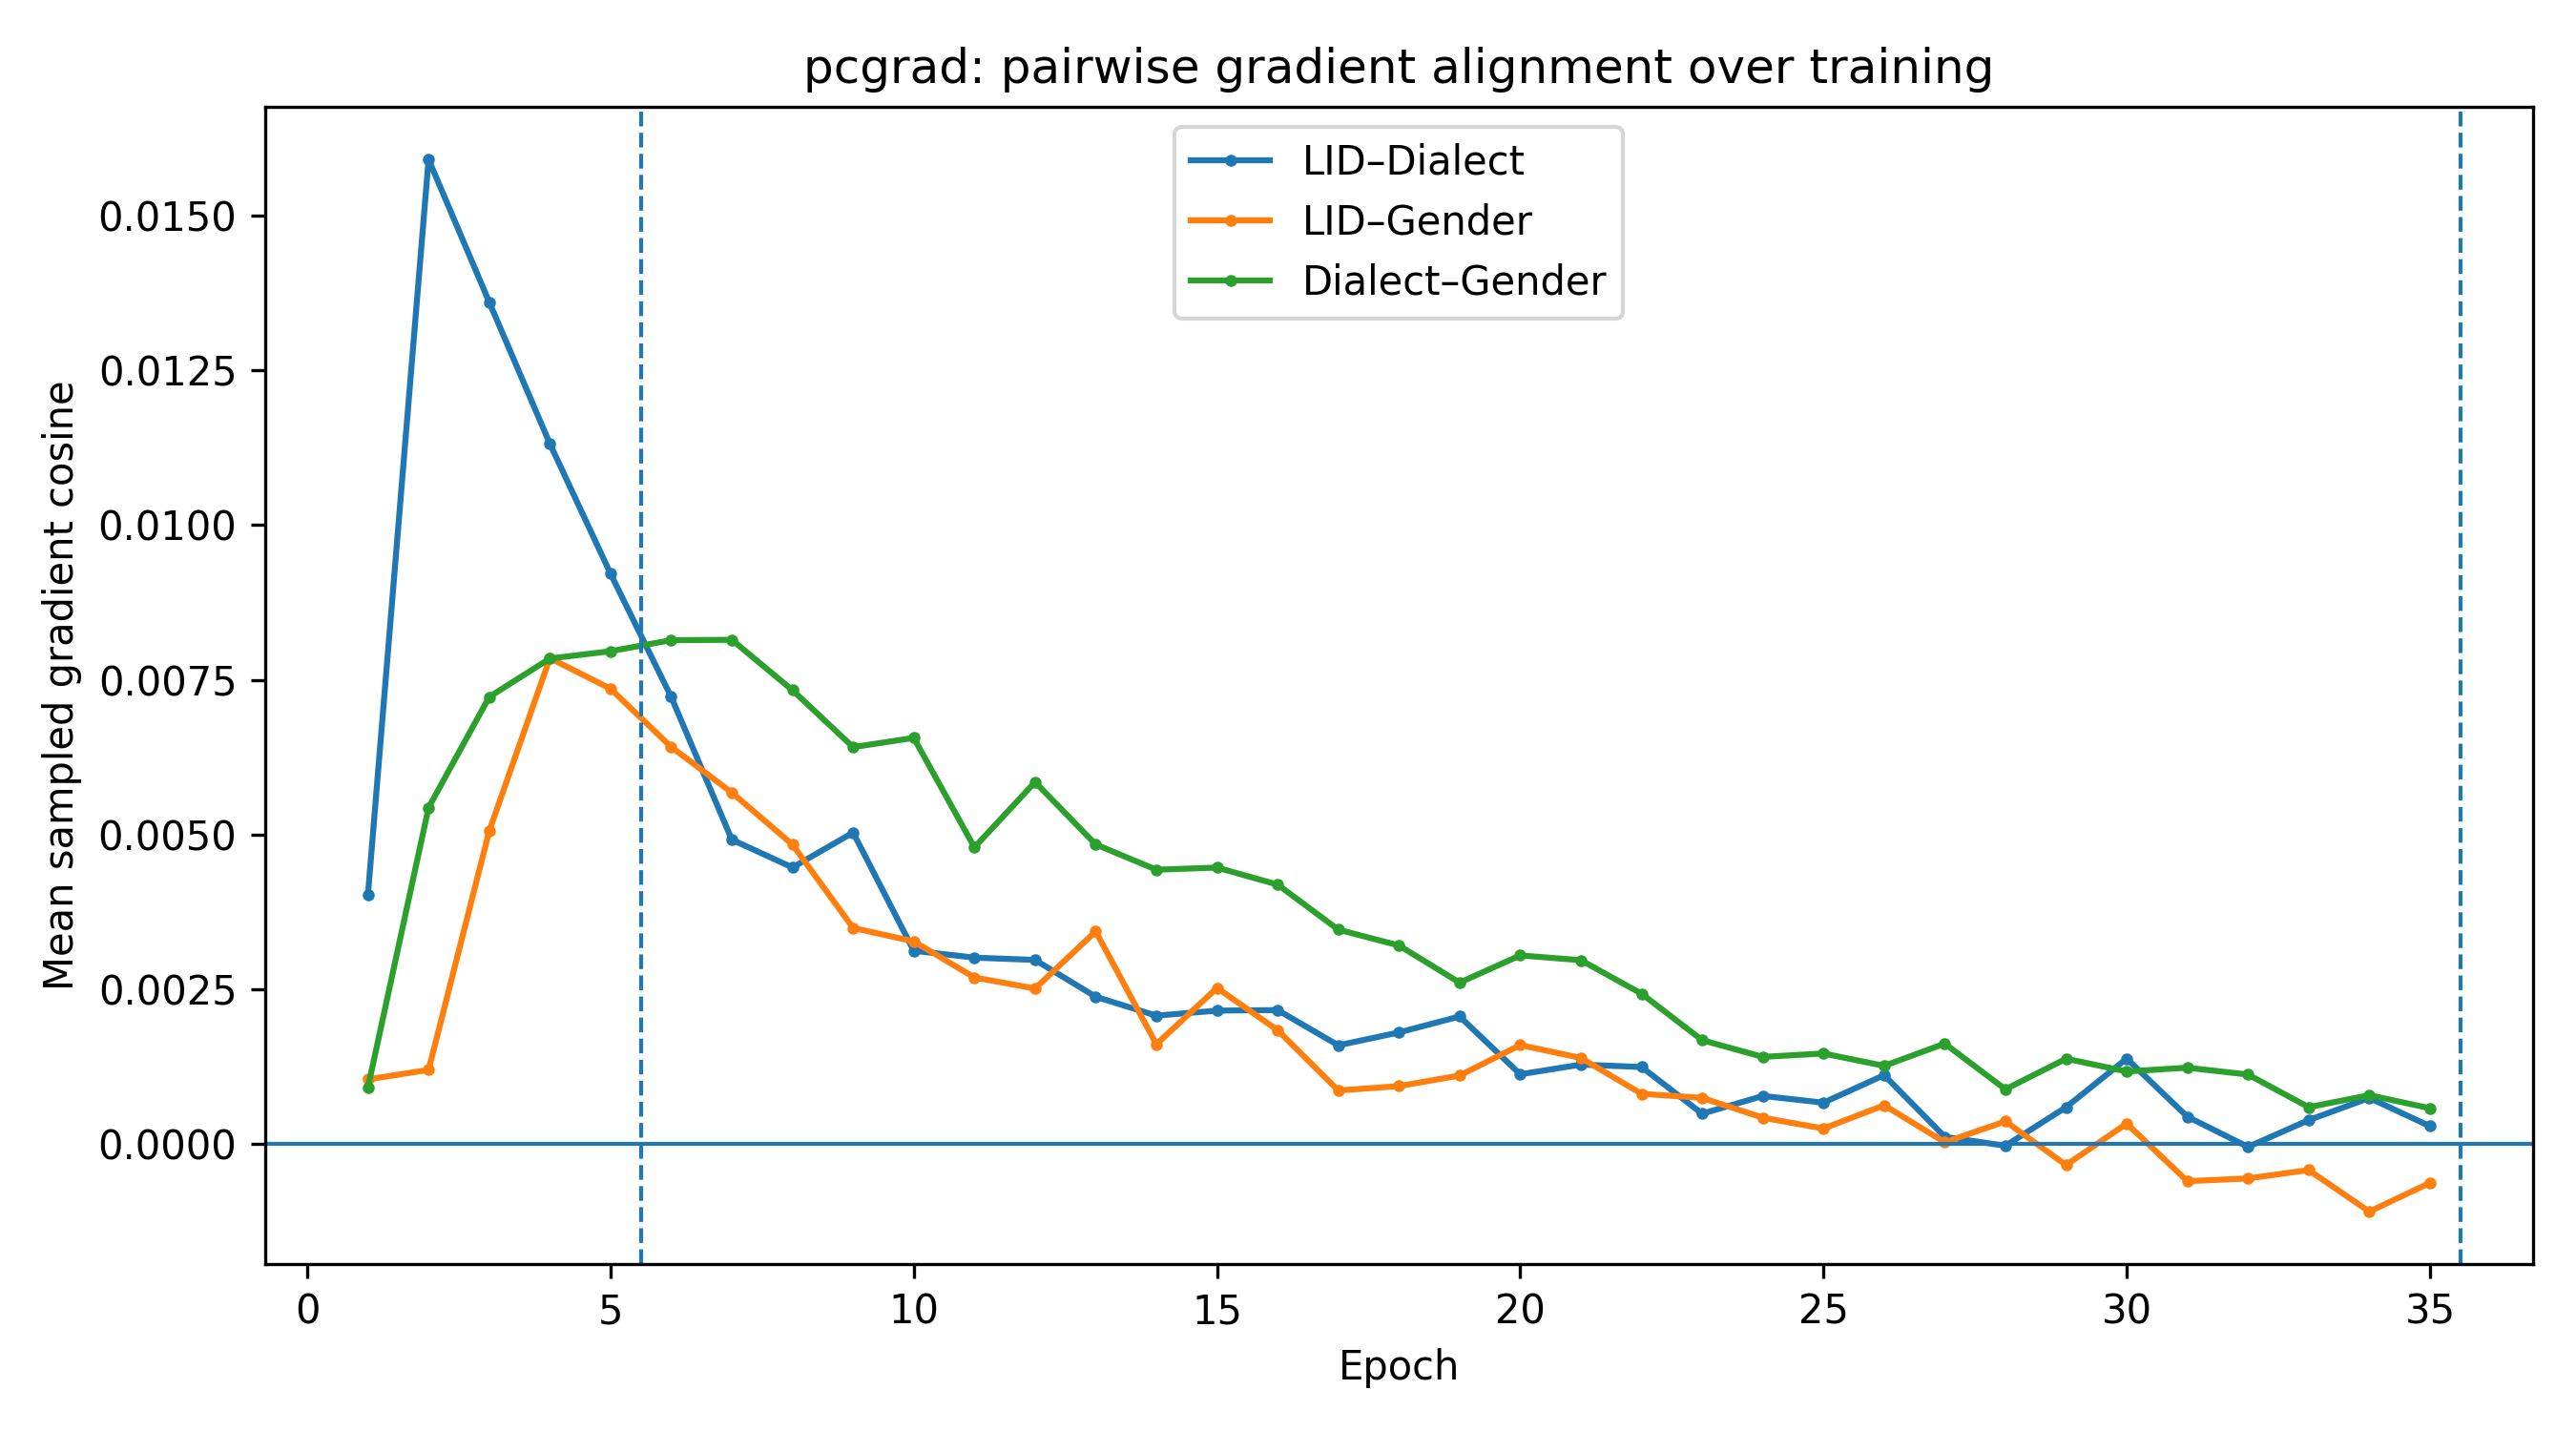 pcgrad: pairwise gradient alignment over training
LID–Dialect
LID–Gender
Dialect–Gender
Mean sampled gradient cosine
0.0150
0.0125
0.0100
0.0075
0.0050
0.0025
0.0000
0 5 10 15 20 25 30 35
Epoch